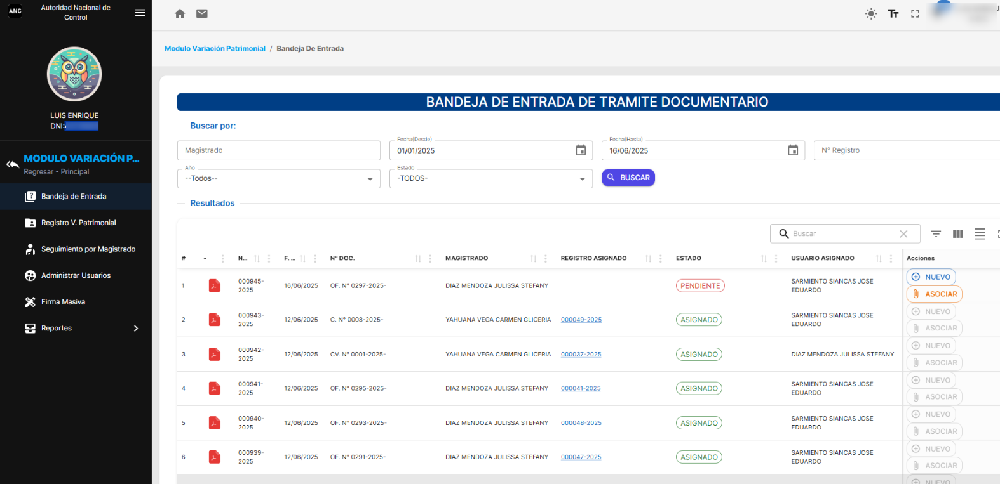 ANC
Autoridad Nacional de
Control
LUIS ENRIQUE
DNI:
MODULO VARIACIÓN P...
Regresar - Principal
Bandeja de Entrada
Registro V. Patrimonial
Seguimiento por Magistrado
Administrar Usuarios
Firma Masiva
Reportes
Tt
Modulo Variación Patrimonial / Bandeja De Entrada
BANDEJA DE ENTRADA DE TRAMITE DOCUMENTARIO
Buscar por:
Magistrado
Fecha(Desde)
01/01/2025
Fecha(Hasta)
16/06/2025
N° Registro
Año
--Todos--
Estado
-TODOS-
BUSCAR
Resultados
Buscar
# - N... F. ... N° DOC. MAGISTRADO REGISTRO ASIGNADO ESTADO USUARIO ASIGNADO Acciones
1 000945-2025 16/06/2025 OF. N° 0297-2025- DIAZ MENDOZA JULISSA STEFANY PENDIENTE SARMIENTO SIANCAS JOSE EDUARDO NUEVO ASOCIAR
2 000943-2025 12/06/2025 C. N° 0008-2025- YAHUANA VEGA CARMEN GLICERIA 000049-2025 ASIGNADO SARMIENTO SIANCAS JOSE EDUARDO NUEVO ASOCIAR
3 000942-2025 12/06/2025 CV. N° 0001-2025- YAHUANA VEGA CARMEN GLICERIA 000037-2025 ASIGNADO DIAZ MENDOZA JULISSA STEFANY NUEVO ASOCIAR
4 000941-2025 12/06/2025 OF. N° 0295-2025- DIAZ MENDOZA JULISSA STEFANY 000041-2025 ASIGNADO SARMIENTO SIANCAS JOSE EDUARDO NUEVO ASOCIAR
5 000940-2025 12/06/2025 OF. N° 0293-2025- DIAZ MENDOZA JULISSA STEFANY 000048-2025 ASIGNADO SARMIENTO SIANCAS JOSE EDUARDO NUEVO ASOCIAR
6 000939-2025 12/06/2025 OF. N° 0291-2025- DIAZ MENDOZA JULISSA STEFANY 000047-2025 ASIGNADO SARMIENTO SIANCAS JOSE EDUARDO NUEVO ASOCIAR
NUEVO